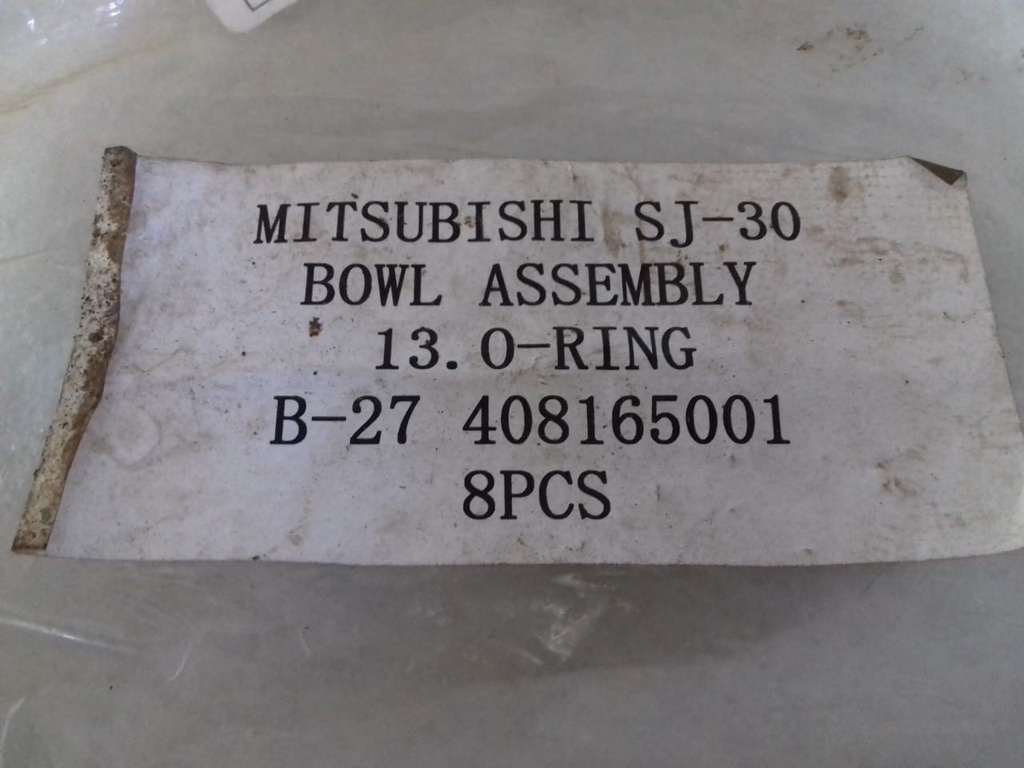 MITSUBISHI SJ-30
BOWL ASSEMBLY
13. O-RING
B-27 408165001
8PCS